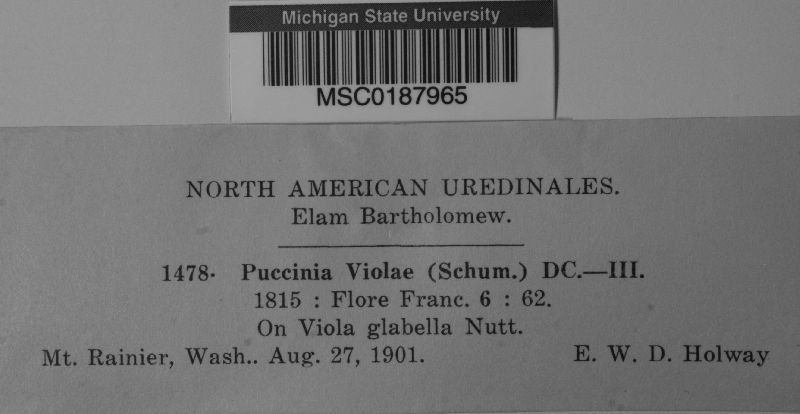 Michigan State University
MSC0187965
NORTH AMERICAN UREDINALES.
Elam Bartholomew.
1478. Puccinia Violae (Schum.) DC.—III.
1815 : Flore Franc. 6 : 62.
On Viola glabella Nutt.
Mt. Rainier, Wash.. Aug. 27, 1901. E. W. D. Holway